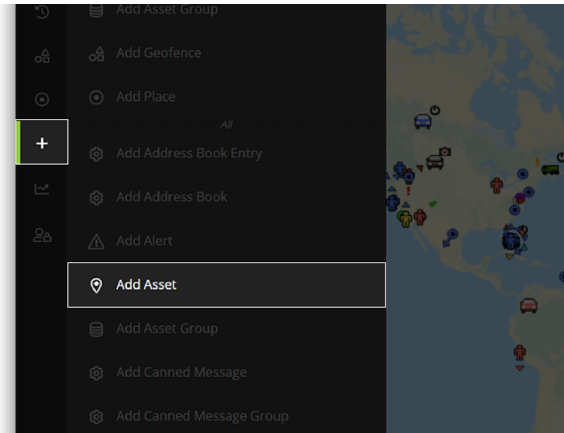 Add Asset Group
Add Geofence
Add Place
All
Add Address Book Entry
Add Address Book
Add Alert
Add Asset
Add Asset Group
Add Canned Message
Add Canned Message Group